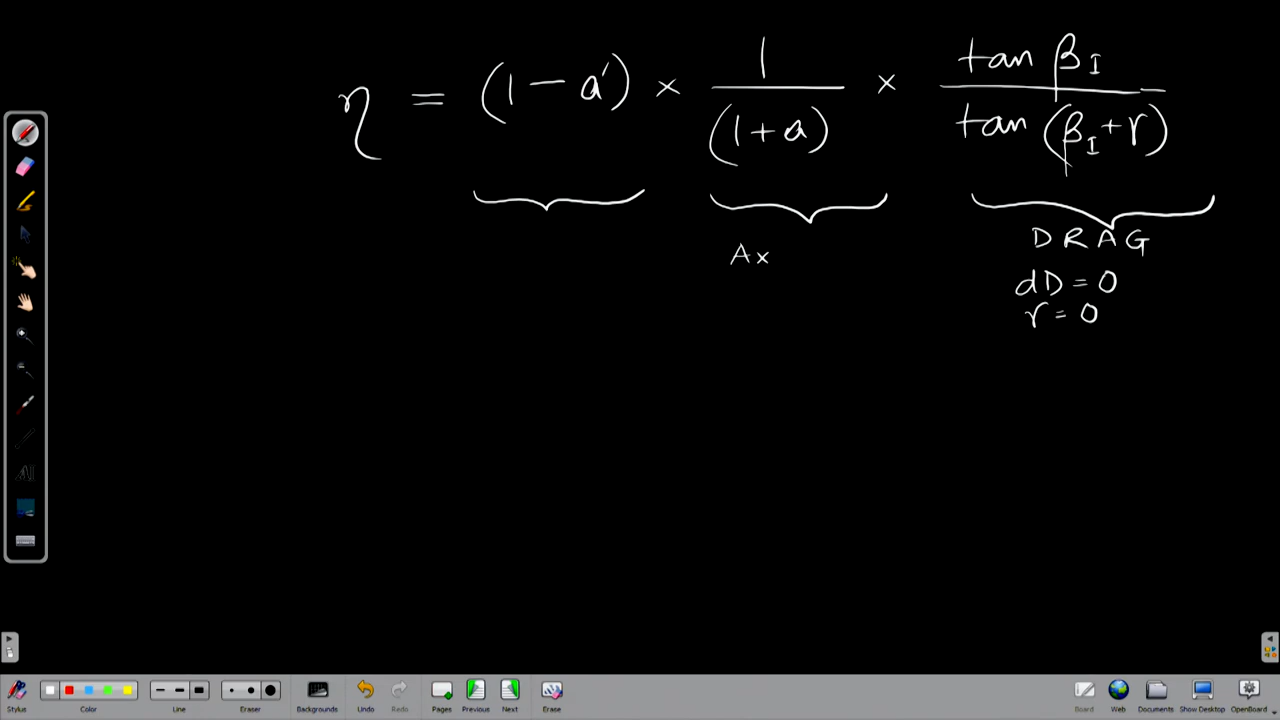 η = (1 − a') × 1/(1 + a) × tan β_I / tan (β_I + γ)
Ax
DRAG
dD = 0
γ = 0
Stylus
Color
Line
Eraser
Backgrounds
Undo
Redo
Pages
Previous
Next
Erase
Board
Web
Documents
Show Desktop
OpenBoard